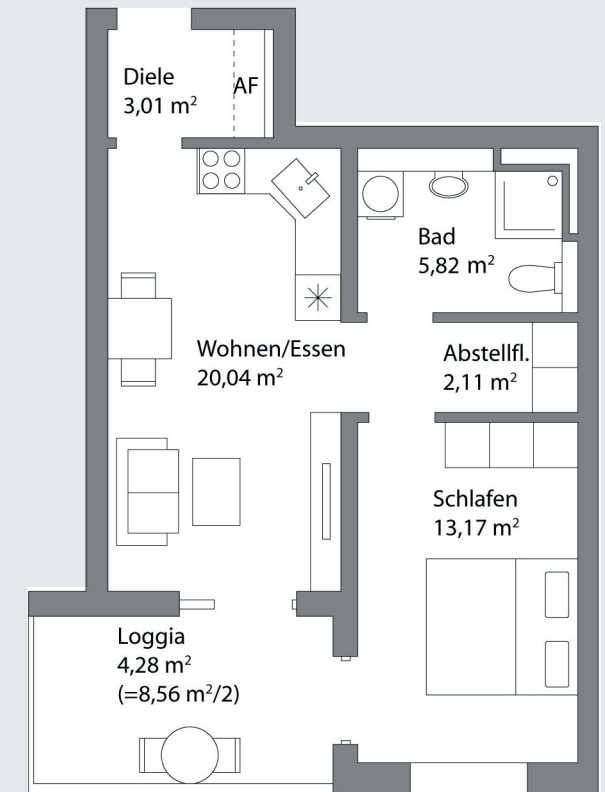 Diele
3,01 m²
AF
Bad
5,82 m²
Wohnen/Essen
20,04 m²
Abstellfl.
2,11 m²
Schlafen
13,17 m²
Loggia
4,28 m²
(=8,56 m²/2)